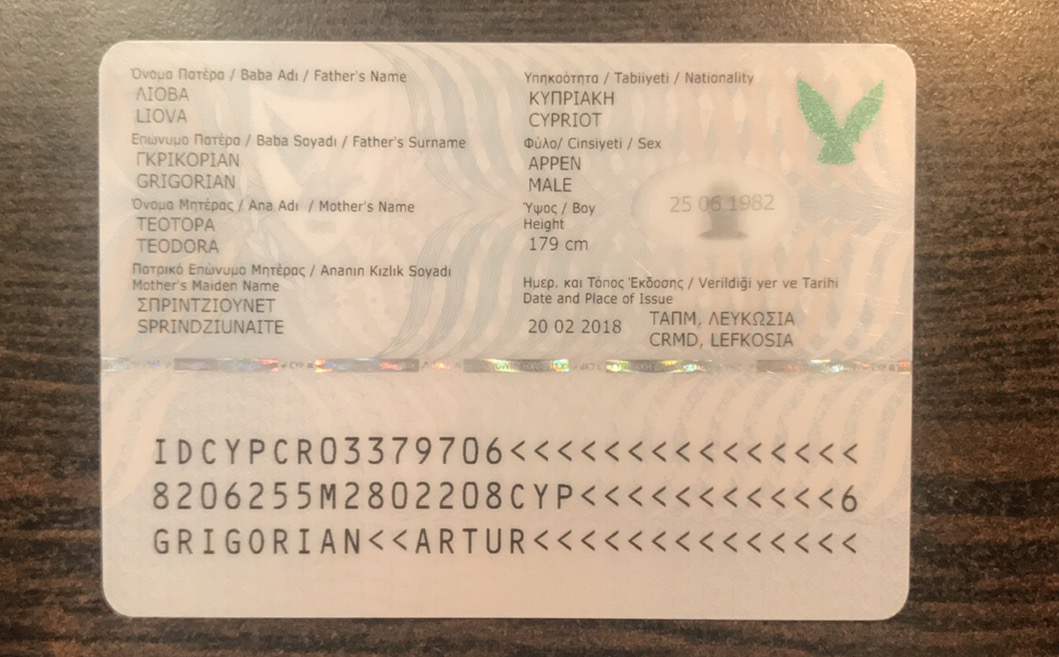 Όνομα Πατέρα / Baba Adı / Father's Name
ΛΙΟΒΑ
LIOVA
Επώνυμο Πατέρα / Baba Soyadı / Father's Surname
ΓΚΡΙΚΟΡΙΑΝ
GRIGORIAN
Όνομα Μητέρας / Ana Adı / Mother's Name
ΤΕΟΤΟΡΑ
TEODORA
Πατρικό Επώνυμο Μητέρας / Ananın Kızlık Soyadı
Mother's Maiden Name
ΣΠΡΙΝΤΖΙΟΥΝΕΤ
SPRINDZIUNAITE
Υπηκοότητα / Tabiiyeti / Nationality
ΚΥΠΡΙΑΚΗ
CYPRIOT
Φύλο/ Cinsiyeti / Sex
ΑΡΡΕΝ
MALE
Ύψος / Boy
Height
179 cm
25 06 1982
Ημερ. και Τόπος Έκδοσης / Verildiği yer ve Tarihi
Date and Place of Issue
20 02 2018 ΤΑΠΜ, ΛΕΥΚΩΣΙΑ
CRMD, LEFKOSIA
IDCYPCR03379706<<<<<<<<<<<<<<<
8206255M2802208CYP<<<<<<<<<<<6
GRIGORIAN<<ARTUR<<<<<<<<<<<<<<